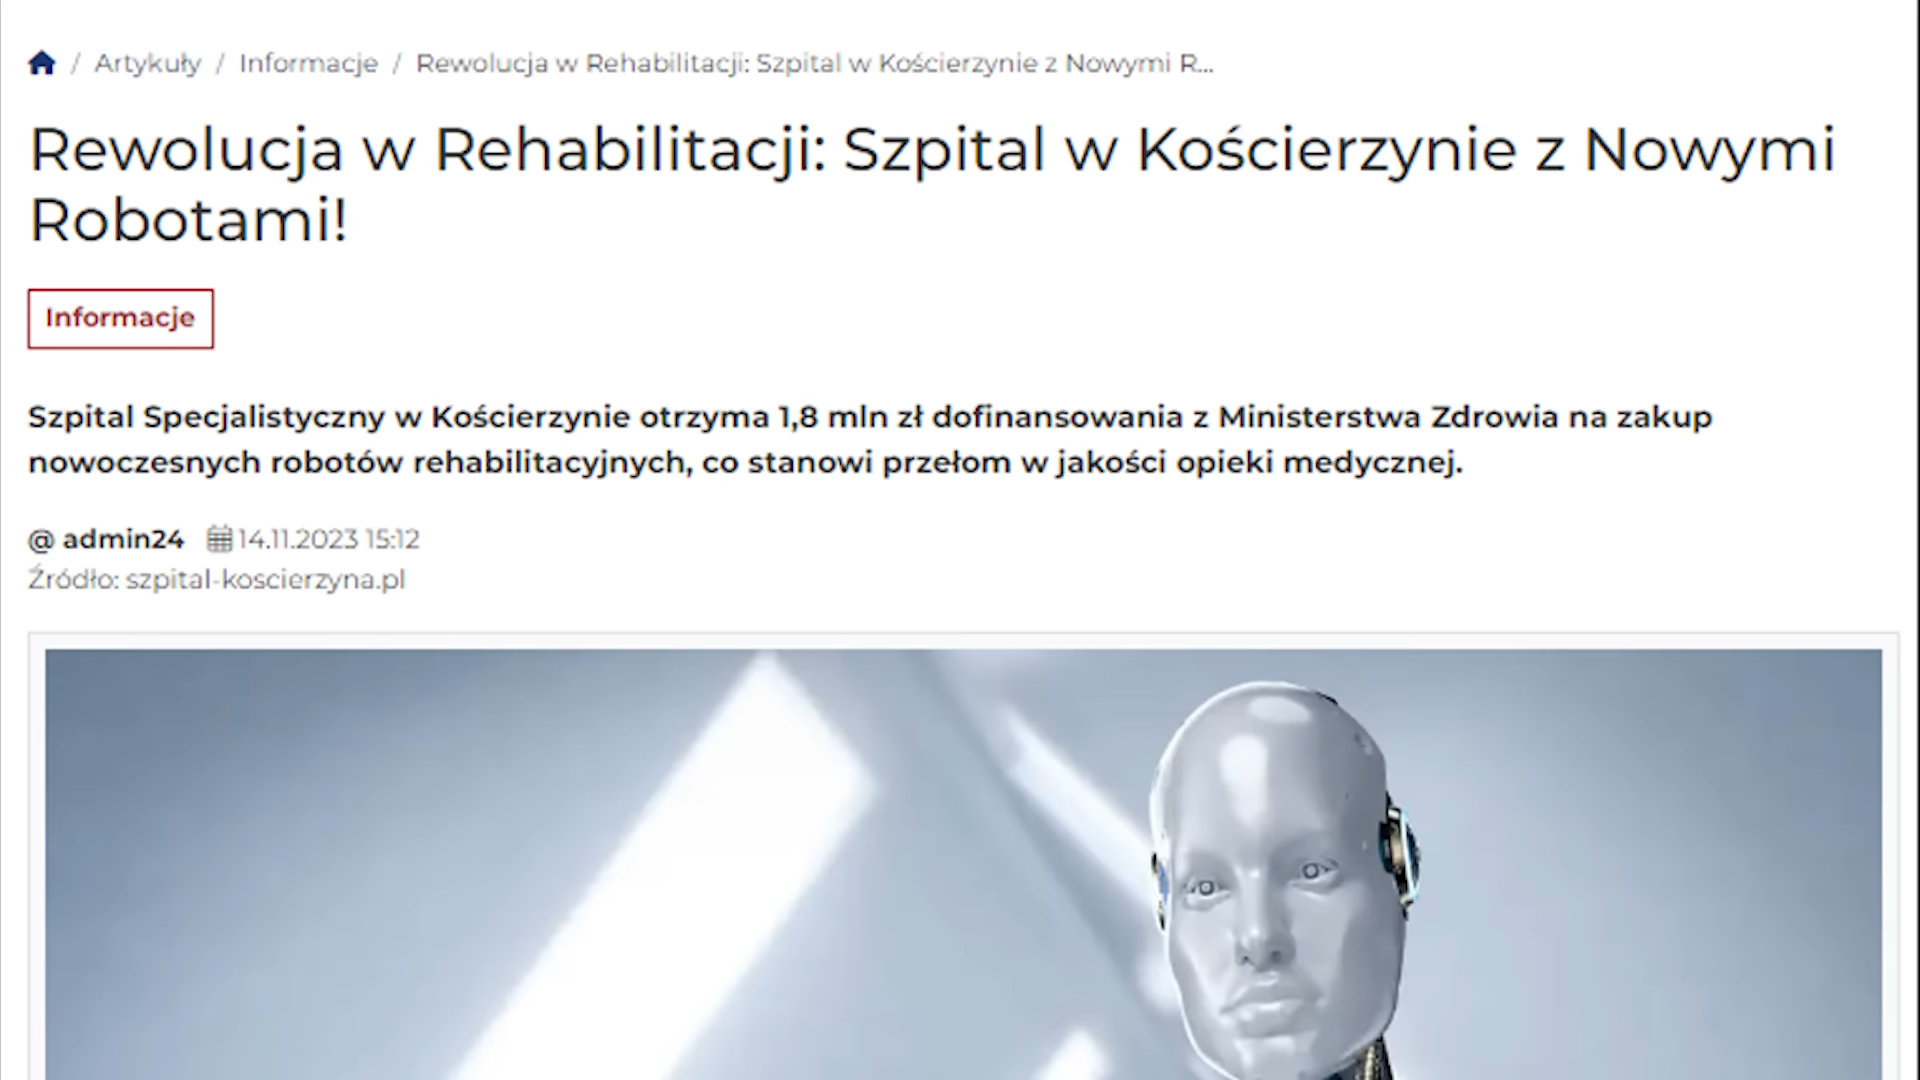 / Artykuły / Informacje / Rewolucja w Rehabilitacji: Szpital w Kościerzynie z Nowymi R...
Rewolucja w Rehabilitacji: Szpital w Kościerzynie z Nowymi
Robotami!
Informacje
Szpital Specjalistyczny w Kościerzynie otrzyma 1,8 mln zł dofinansowania z Ministerstwa Zdrowia na zakup
nowoczesnych robotów rehabilitacyjnych, co stanowi przełom w jakości opieki medycznej.
@ admin24 14.11.2023 15:12
Źródło: szpital-koscierzyna.pl